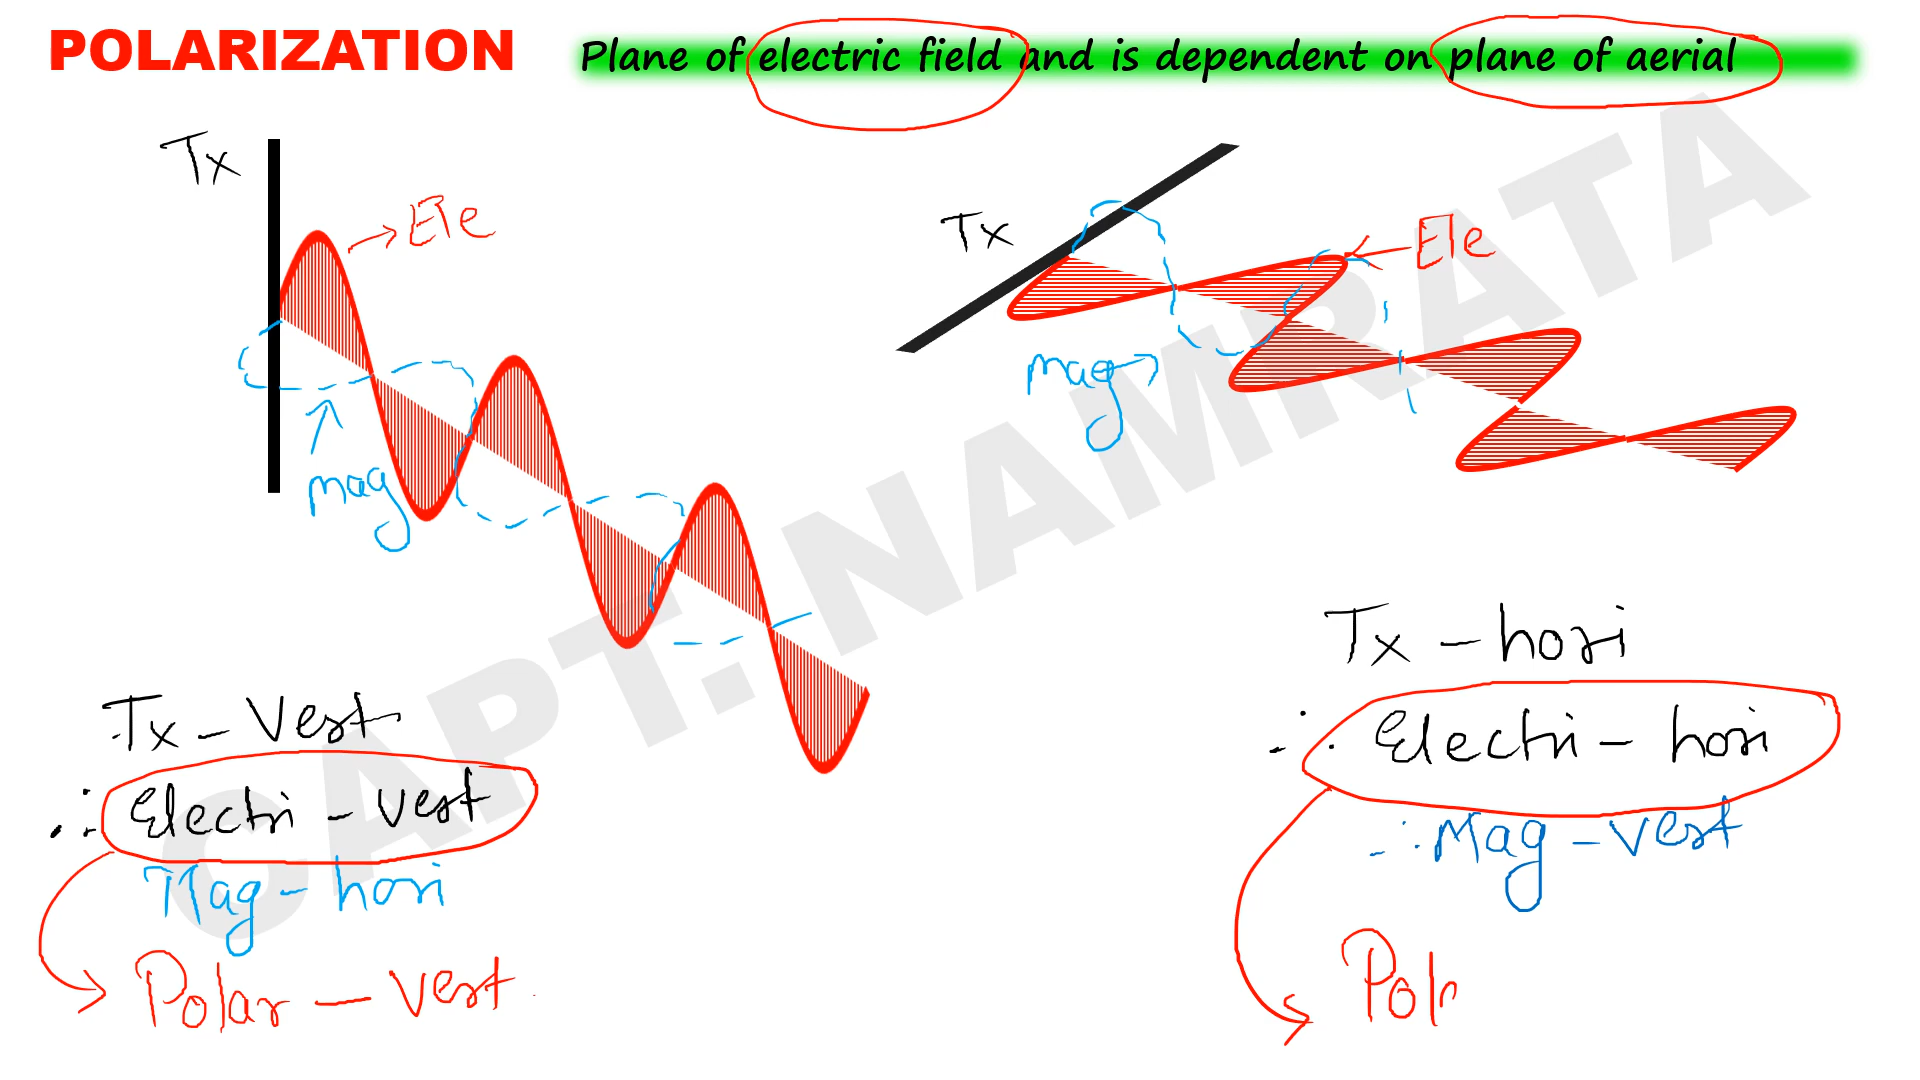 POLARIZATION Plane of electric field and is dependent on plane of aerial
Tx
Ele
mag
Tx
Ele
mag
CAPT. NAMRATA
Tx - Vert
∴ Electri - vert
Mag - hori
Polar - vert
Tx - hori
∴ Electri - hori
∴ Mag - vert
Pola